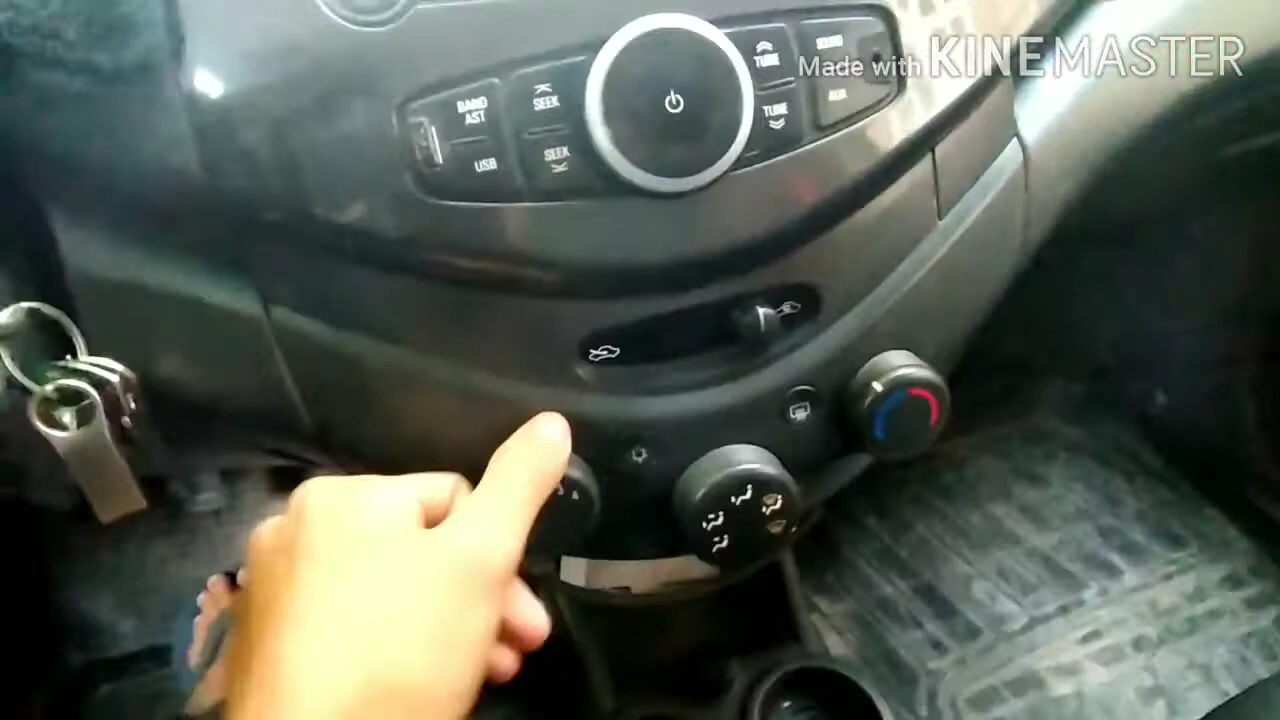 Made with KINEMASTER
BAND
AST
SEEK
TUNE
AUX
USB
SEEK
TUNE
A